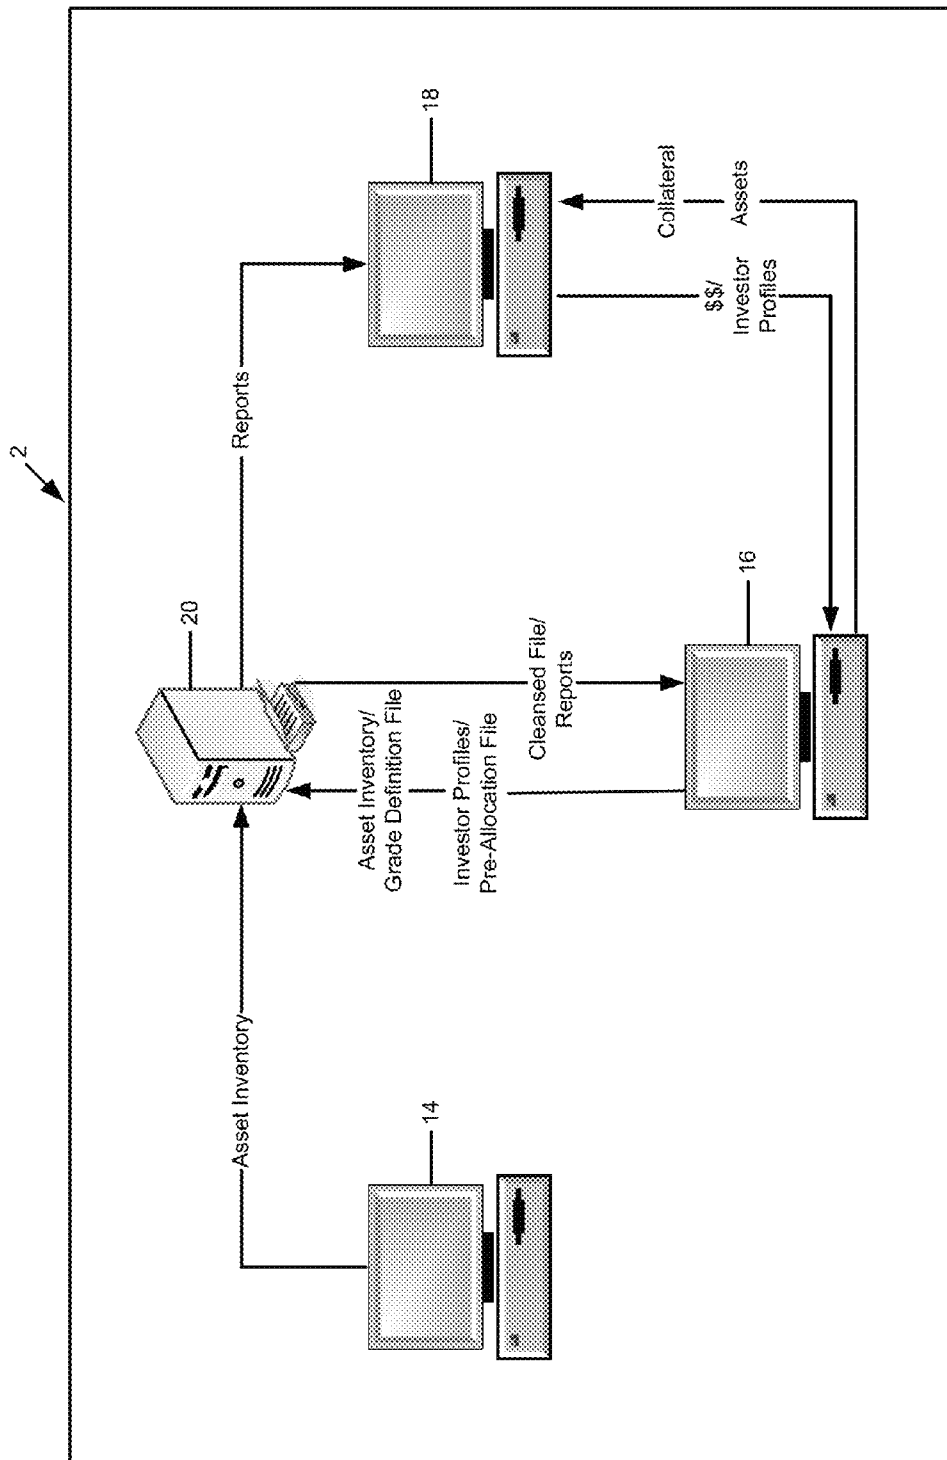 2
20
Asset Inventory
Reports
14
18
Asset Inventory/
Grade Definition File
Investor Profiles/
Pre-Allocation File
Cleansed File/
Reports
16
$$/
Investor
Profiles
Collateral
Assets